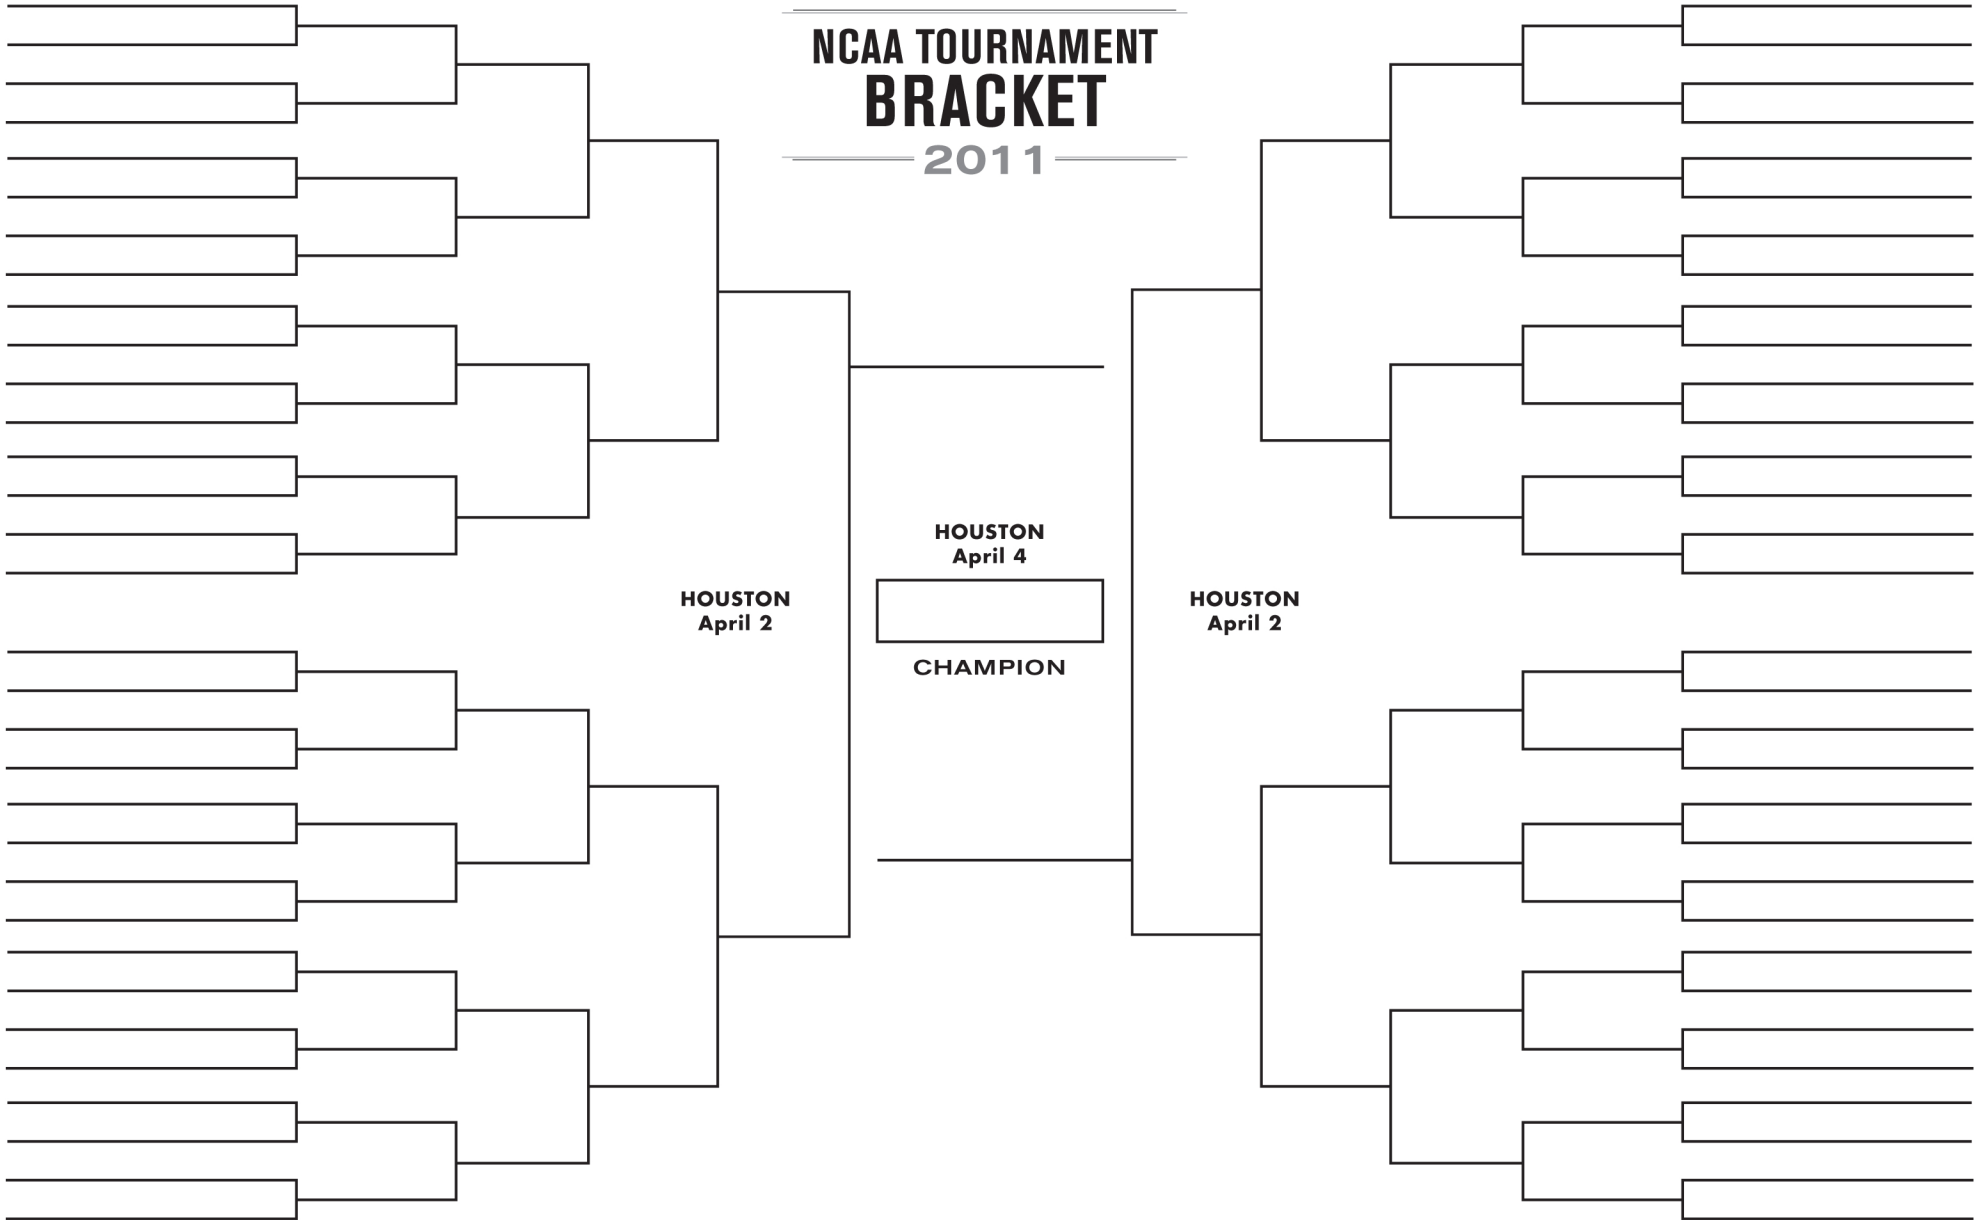 NCAA TOURNAMENT
BRACKET
2011
HOUSTON
April 4
HOUSTON
April 2
HOUSTON
April 2
CHAMPION